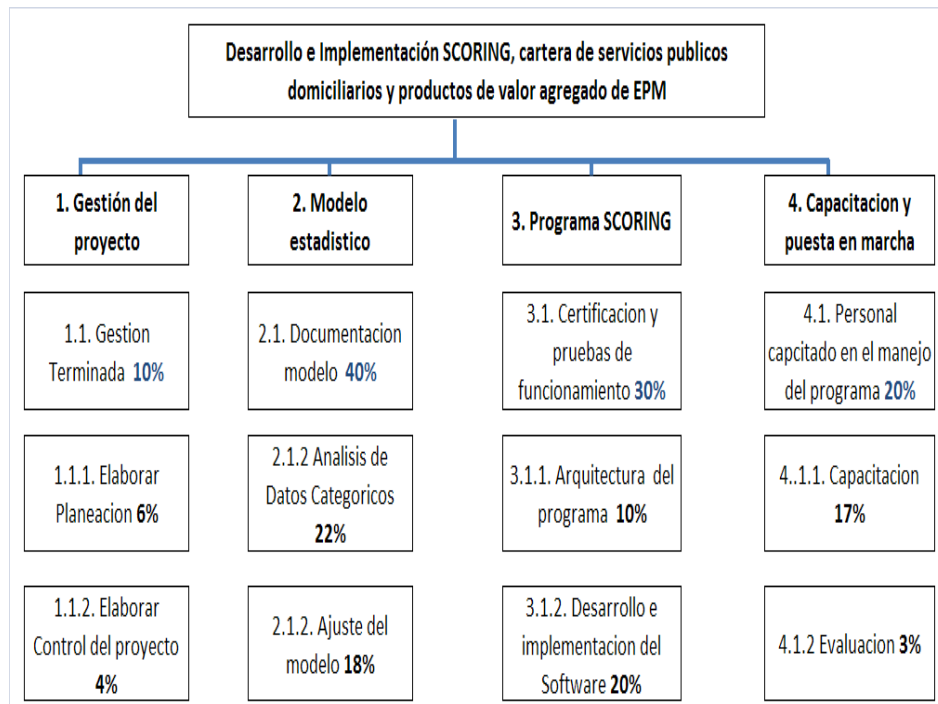 Desarrollo e Implementación SCORING, cartera de servicios publicos
domiciliarios y productos de valor agregado de EPM
1. Gestión del
proyecto
2. Modelo
estadistico
3. Programa SCORING
4. Capacitacion y
puesta en marcha
1.1. Gestion
Terminada 10%
2.1. Documentacion
modelo 40%
3.1. Certificacion y
pruebas de
funcionamiento 30%
4.1. Personal
capcitado en el manejo
del programa 20%
1.1.1. Elaborar
Planeacion 6%
2.1.2 Analisis de
Datos Categoricos
22%
3.1.1. Arquitectura del
programa 10%
4..1.1. Capacitacion
17%
1.1.2. Elaborar
Control del proyecto
4%
2.1.2. Ajuste del
modelo 18%
3.1.2. Desarrollo e
implementacion del
Software 20%
4.1.2 Evaluacion 3%